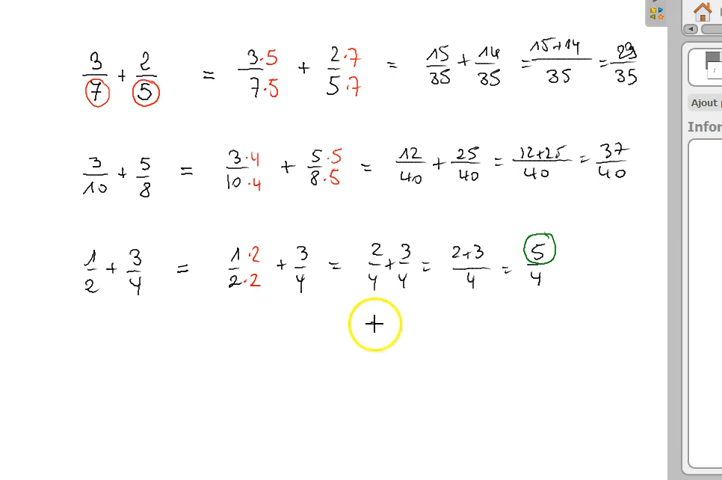 3/7 + 2/5 = 3·5/7·5 + 2·7/5·7 = 15/35 + 14/35 = 15+14/35 = 29/35
3/10 + 5/8 = 3·4/10·4 + 5·5/8·5 = 12/40 + 25/40 = 12+25/40 = 37/40
1/2 + 3/4 = 1·2/2·2 + 3/4 = 2/4 + 3/4 = 2+3/4 = 5/4
Ajout
Infor